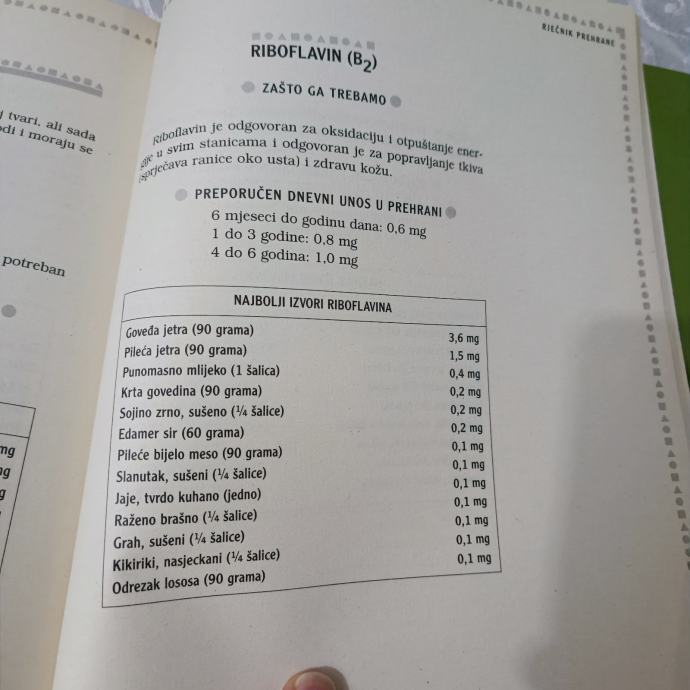 j tvari, ali sada
odi i moraju se
potreban
mg
g
RJEČNIK PREHRANE
RIBOFLAVIN (B2)
ZAŠTO GA TREBAMO
Riboflavin je odgovoran za oksidaciju i otpuštanje ener-
gije u svim stanicama i odgovoran je za popravljanje tkiva
(sprječava ranice oko usta) i zdravu kožu.
PREPORUČEN DNEVNI UNOS U PREHRANI
6 mjeseci do godinu dana: 0,6 mg
1 do 3 godine: 0,8 mg
4 do 6 godina: 1,0 mg
NAJBOLJI IZVORI RIBOFLAVINA
Goveđa jetra (90 grama) 3,6 mg
Pileća jetra (90 grama) 1,5 mg
Punomasno mlijeko (1 šalica) 0,4 mg
Krta govedina (90 grama) 0,2 mg
Sojino zrno, sušeno (¼ šalice) 0,2 mg
Edamer sir (60 grama) 0,2 mg
Pileće bijelo meso (90 grama) 0,1 mg
Slanutak, sušeni (¼ šalice) 0,1 mg
Jaje, tvrdo kuhano (jedno) 0,1 mg
Raženo brašno (¼ šalice) 0,1 mg
Grah, sušeni (¼ šalice) 0,1 mg
Kikiriki, nasjeckani (¼ šalice) 0,1 mg
Odrezak lososa (90 grama) 0,1 mg